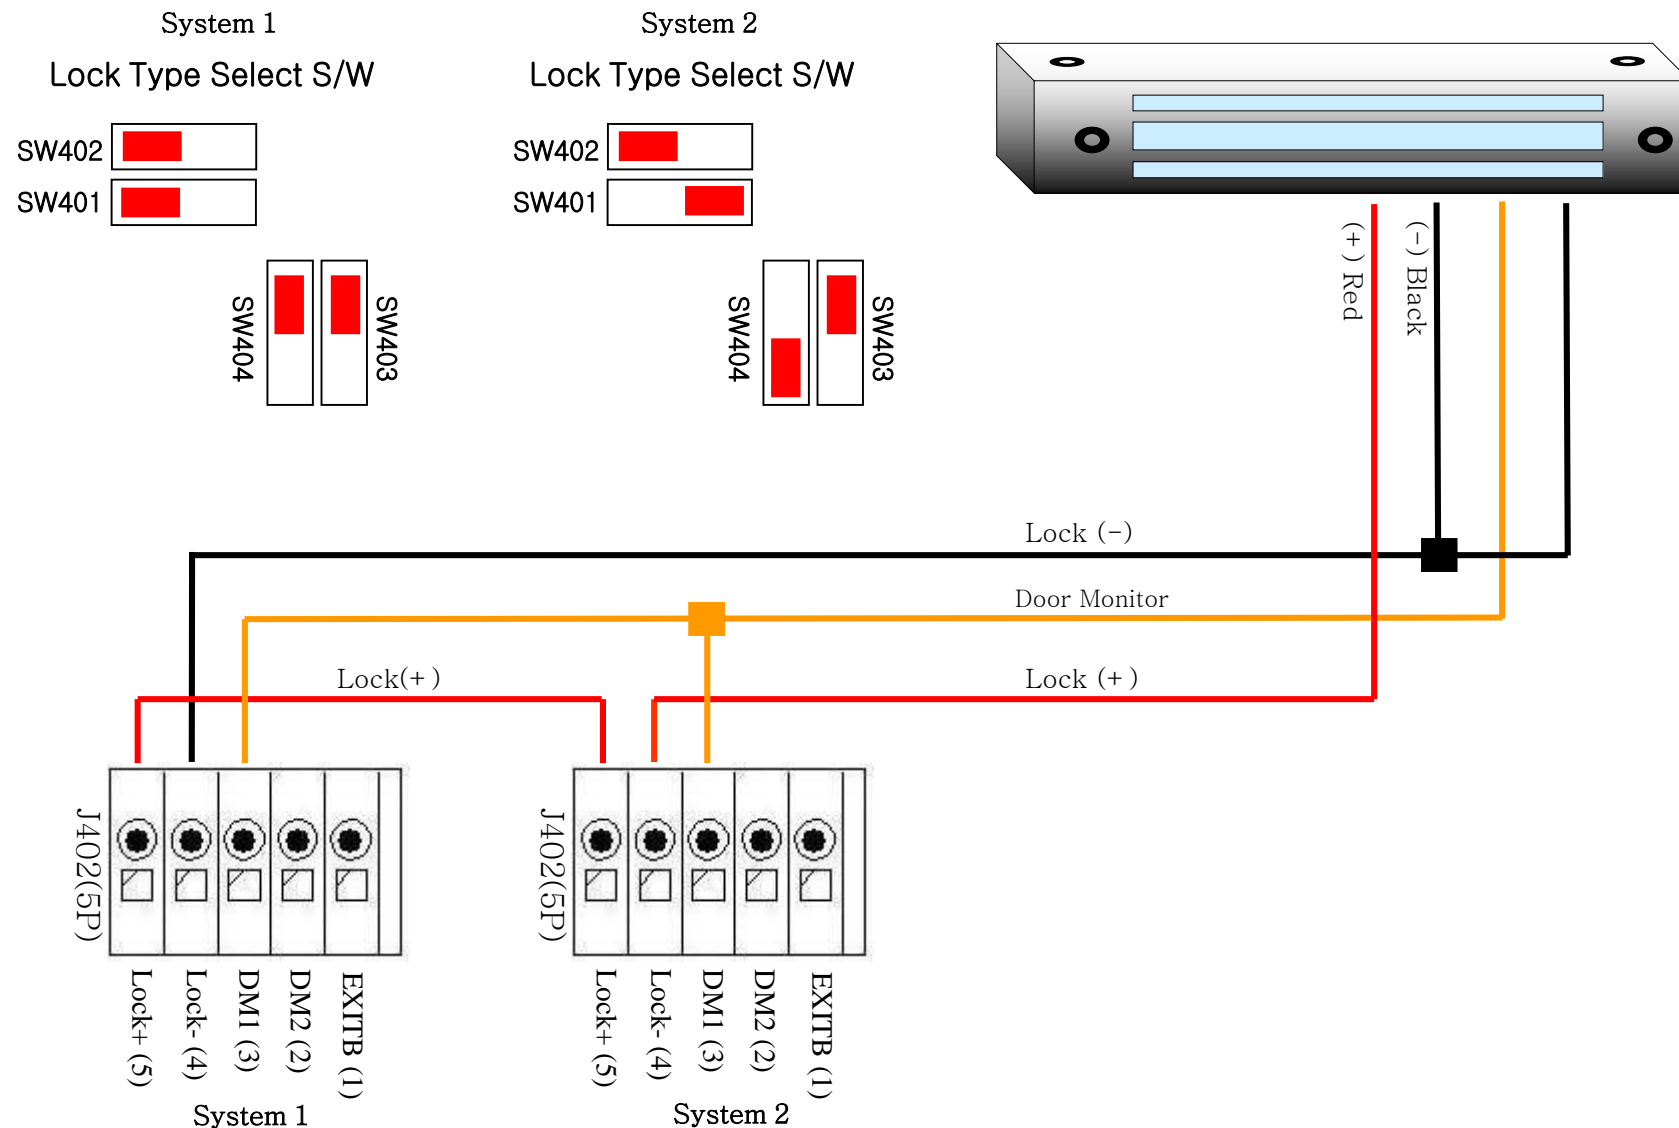 System 1
Lock Type Select S/W
SW402
SW401
SW404
SW403
System 2
Lock Type Select S/W
SW402
SW401
SW404
SW403
(+) Red
(-) Black
Lock (-)
Door Monitor
Lock(+)
Lock (+)
J402(5P)
Lock+ (5)
Lock- (4)
DM1 (3)
DM2 (2)
EXITB (1)
System 1
J402(5P)
Lock+ (5)
Lock- (4)
DM1 (3)
DM2 (2)
EXITB (1)
System 2